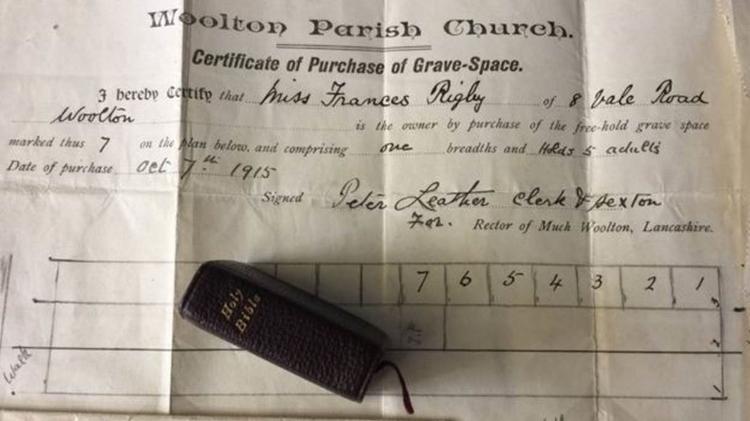 Woolton Parish Church.
Certificate of Purchase of Grave-Space.
I hereby Certify that Miss Frances Rigby of 8 Vale Road
Woolton is the owner by purchase of the free-hold grave space
marked thus 7 on the plan below, and comprising one breadths and Holds 5 adults
Date of purchase Oct 7th 1915
Signed Peter Leather Clerk & Sexton
For. Rector of Much Woolton, Lancashire.
7 6 5 4 3 2 1
3
2
1
Wall
Holy
Bible